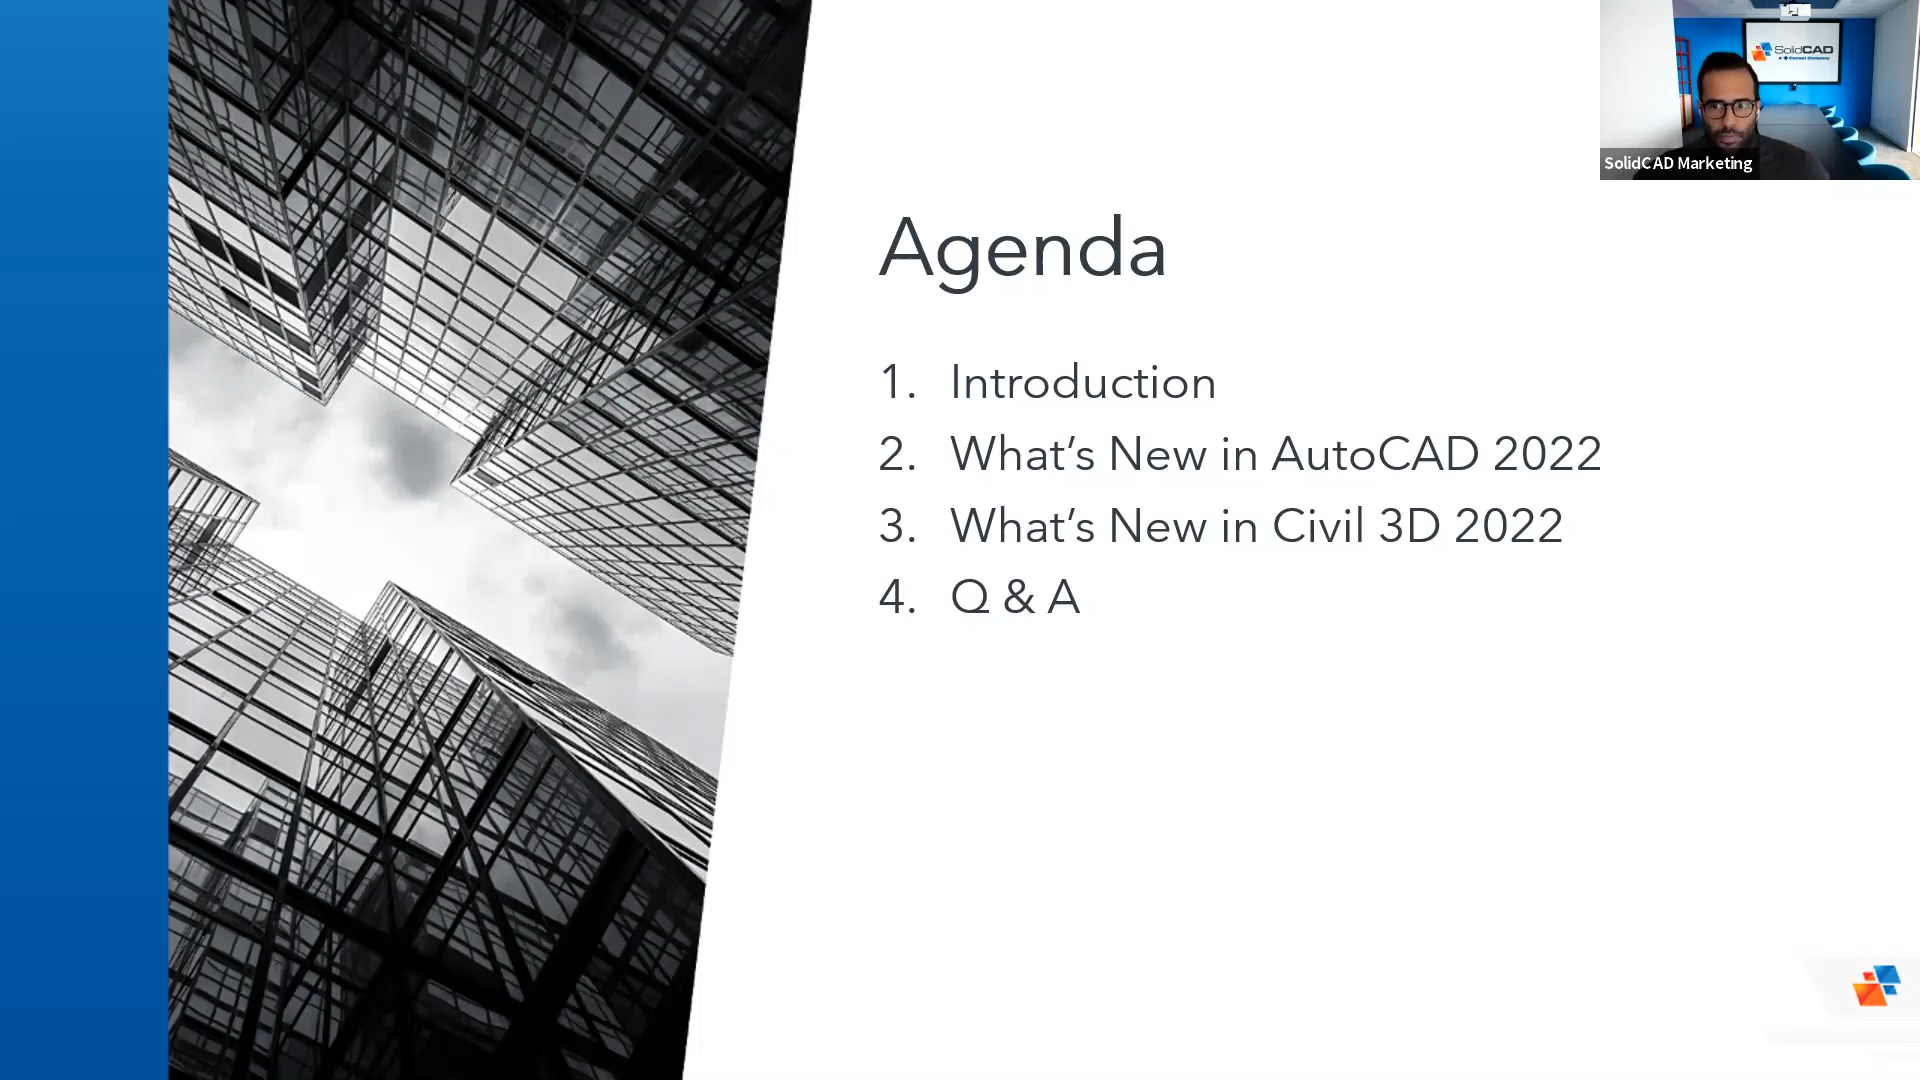 SolidCAD
SolidCAD Marketing
Agenda
1. Introduction
2. What’s New in AutoCAD 2022
3. What’s New in Civil 3D 2022
4. Q & A